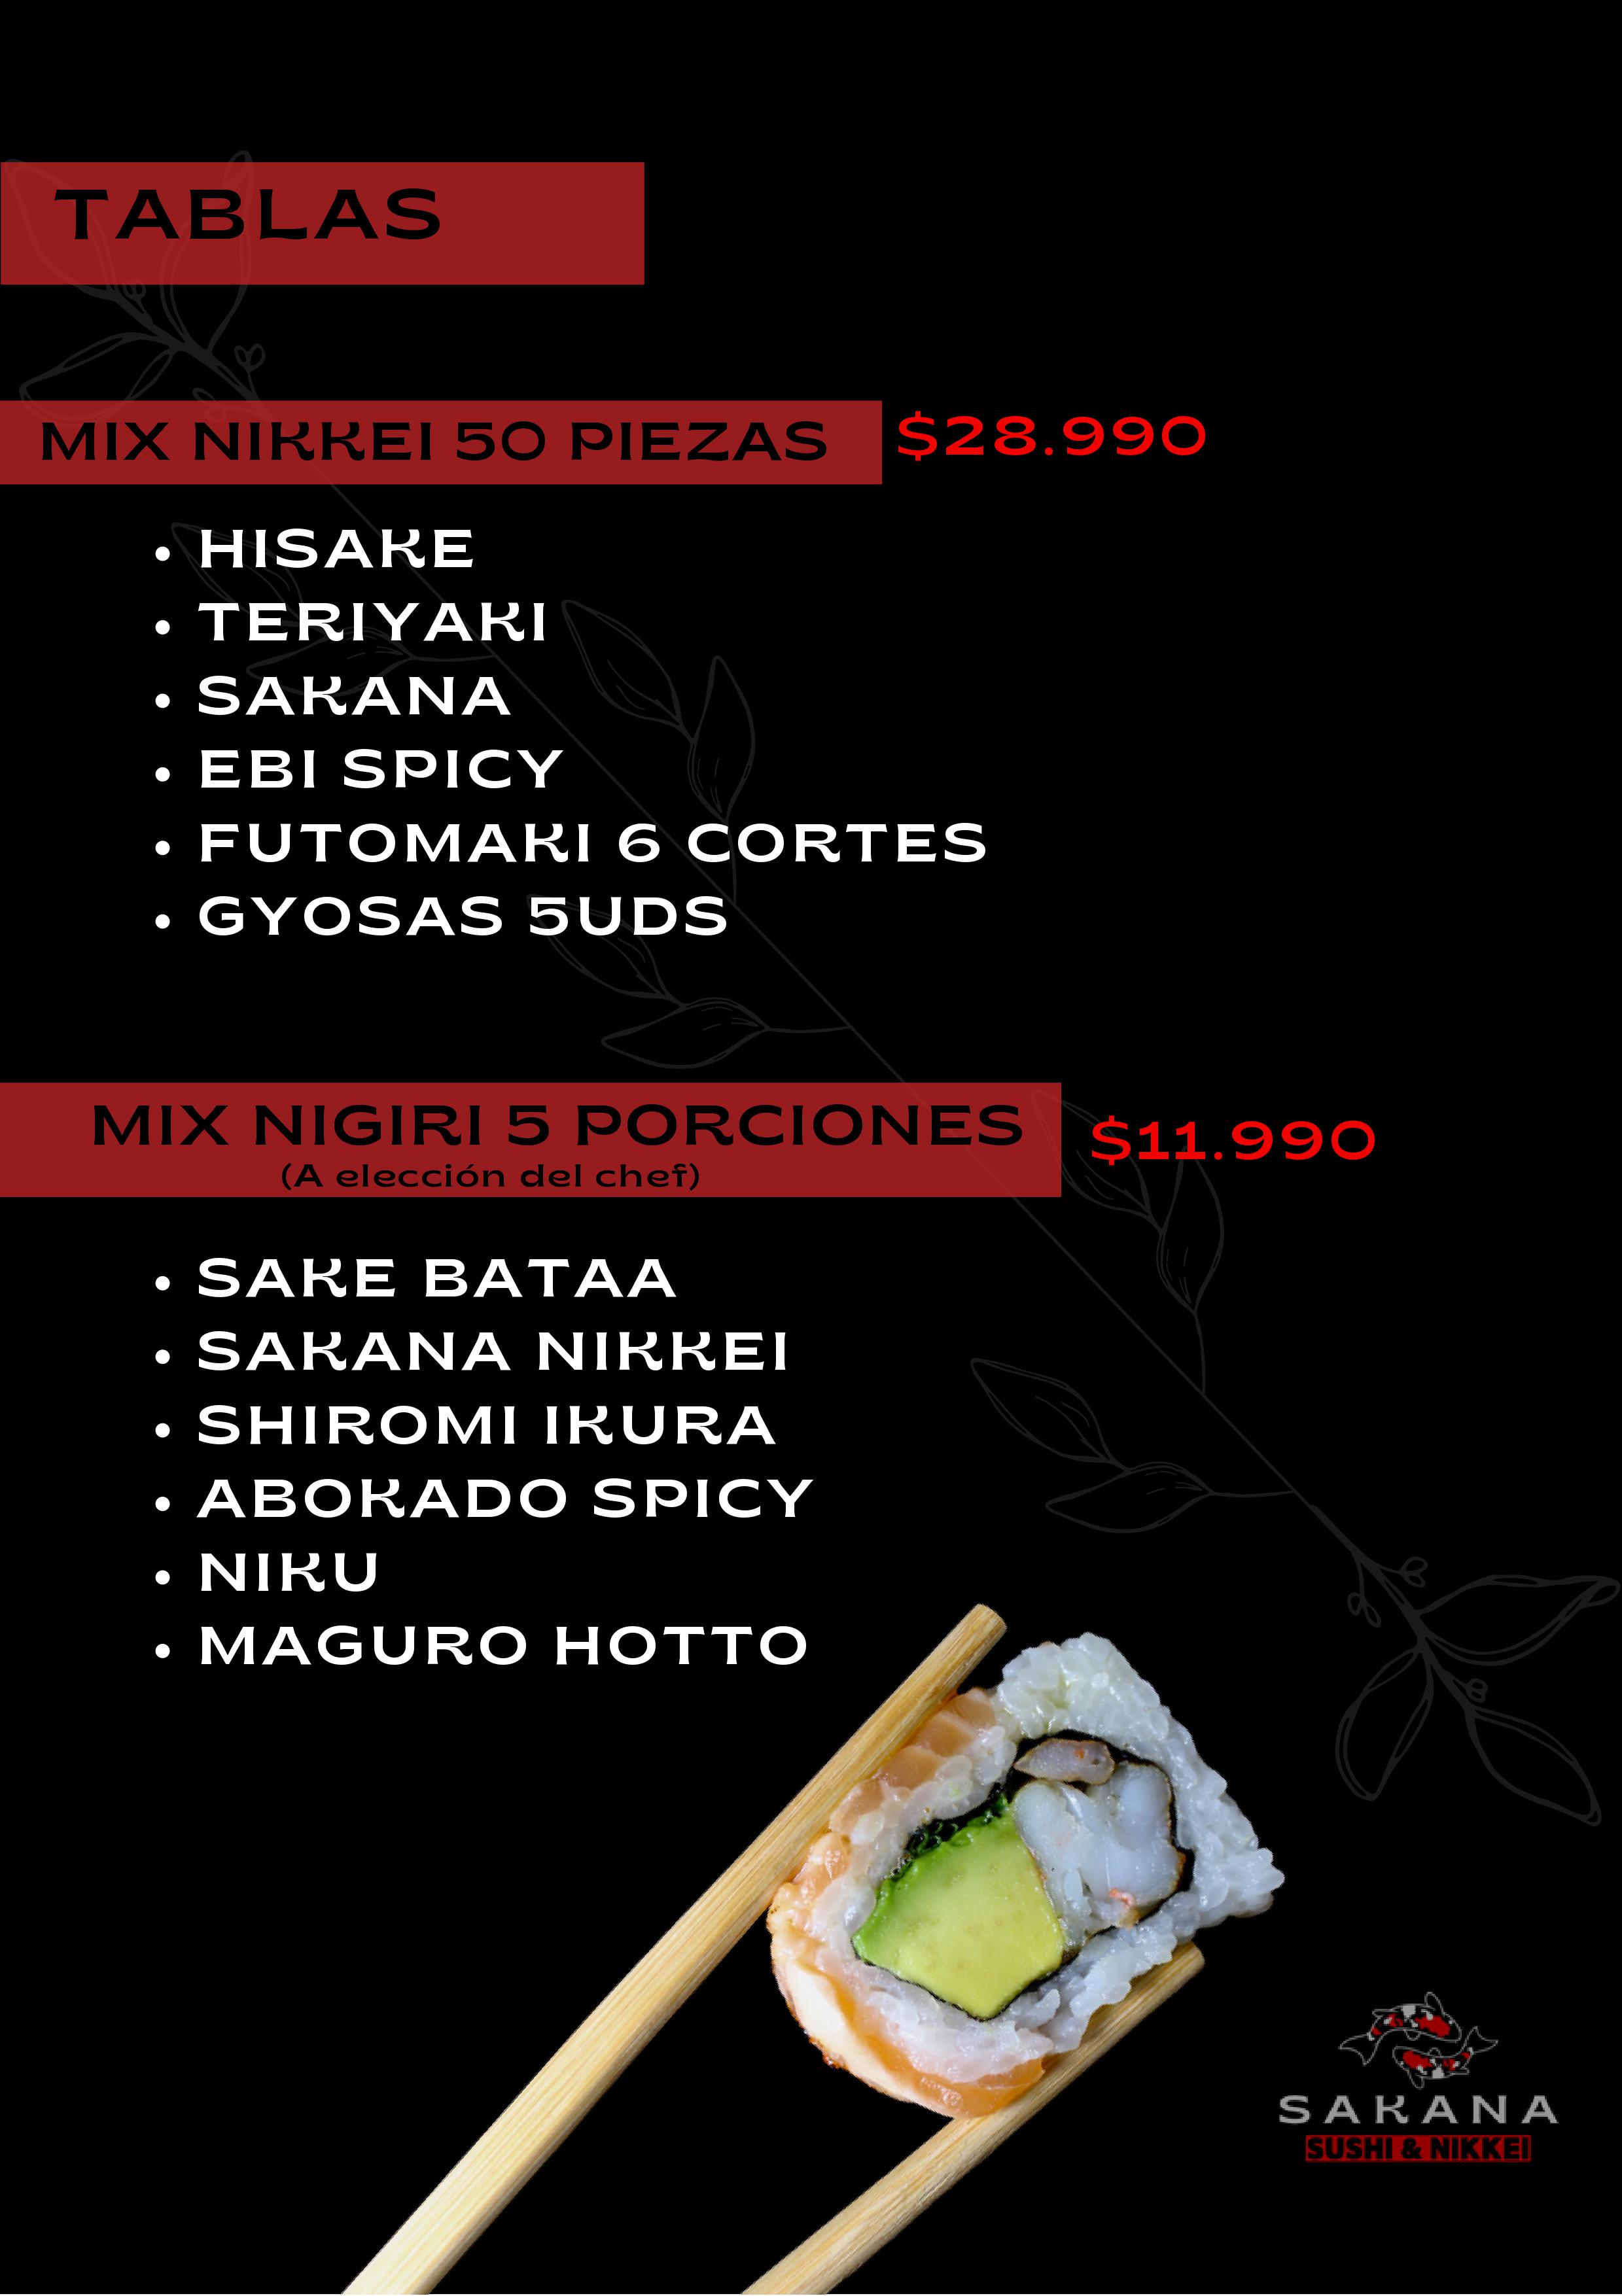 TABLAS
MIX NIKKEI 50 PIEZAS $28.990
• HISAKE
• TERIYAKI
• SAKANA
• EBI SPICY
• FUTOMAKI 6 CORTES
• GYOSAS 5UDS
MIX NIGIRI 5 PORCIONES $11.990
(A elección del chef)
• SAKE BATAA
• SAKANA NIKKEI
• SHIROMI IKURA
• ABOKADO SPICY
• NIKU
• MAGURO HOTTO
SAKANA
SUSHI & NIKKEI